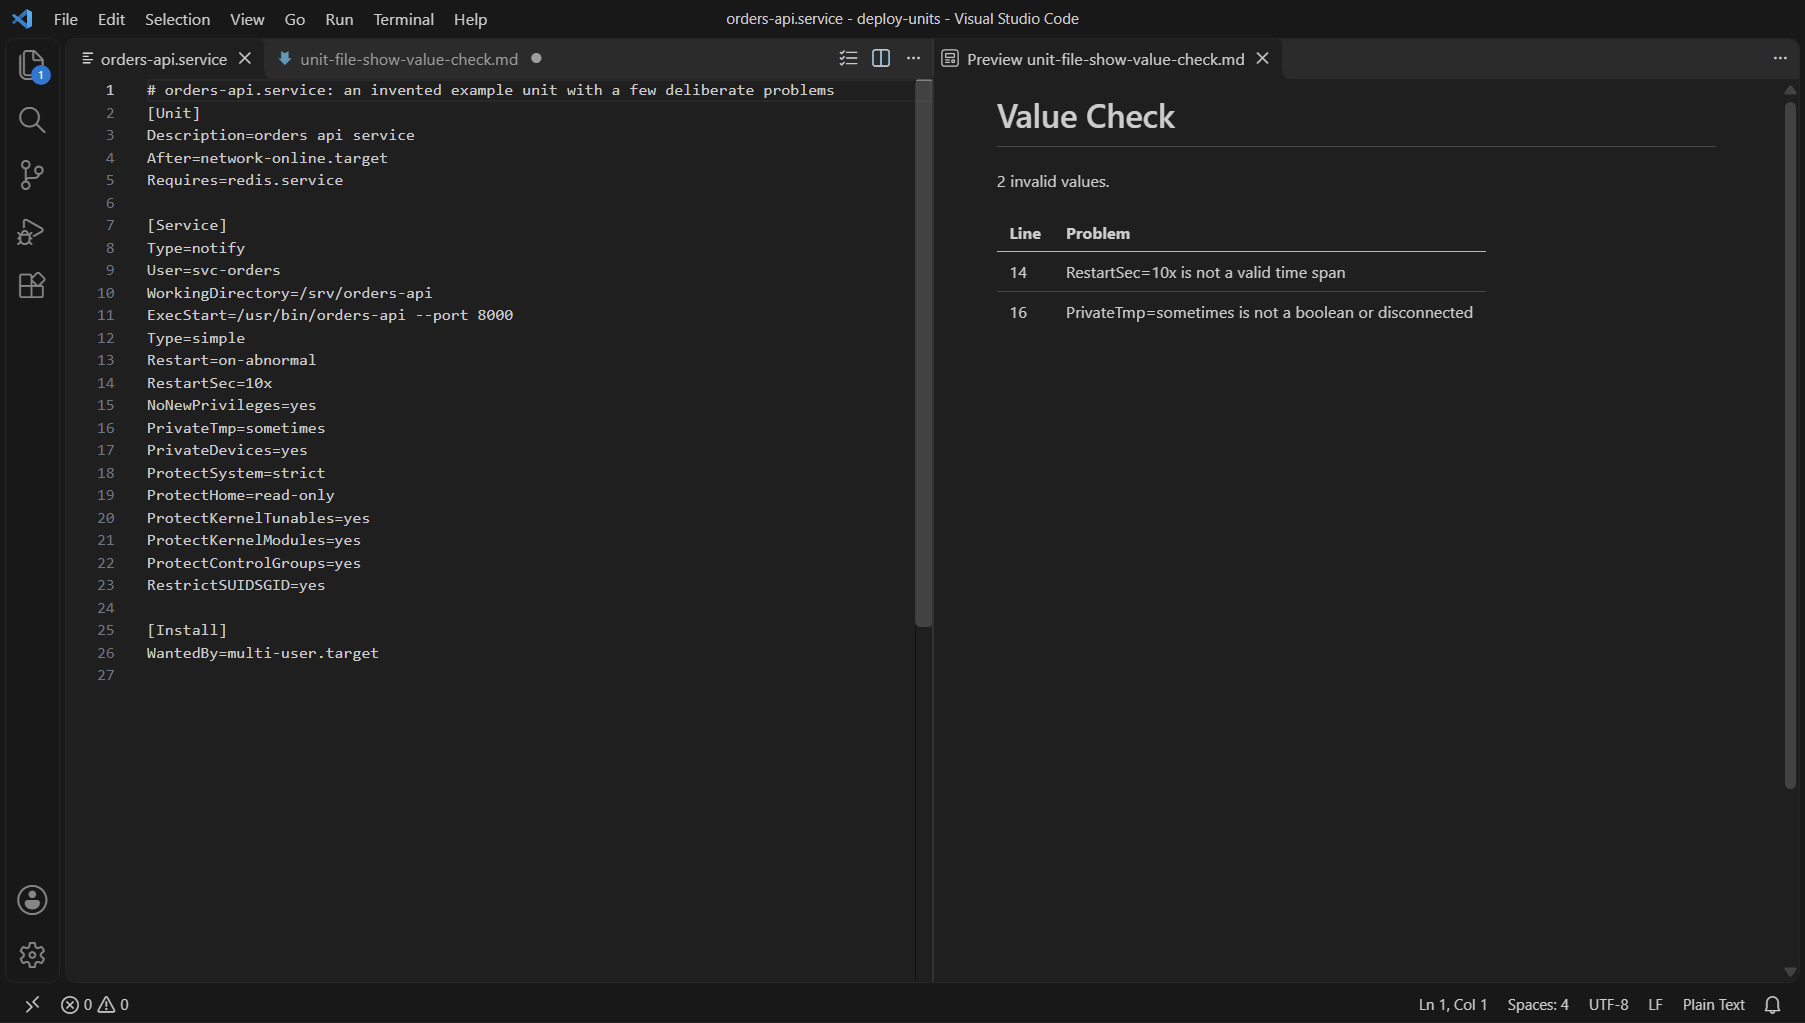 File Edit Selection View Go Run Terminal Help
orders-api.service - deploy-units - Visual Studio Code
1
orders-api.service
unit-file-show-value-check.md
Preview unit-file-show-value-check.md
1 # orders-api.service: an invented example unit with a few deliberate problems
2 [Unit]
3 Description=orders api service
4 After=network-online.target
5 Requires=redis.service
6
7 [Service]
8 Type=notify
9 User=svc-orders
10 WorkingDirectory=/srv/orders-api
11 ExecStart=/usr/bin/orders-api --port 8000
12 Type=simple
13 Restart=on-abnormal
14 RestartSec=10x
15 NoNewPrivileges=yes
16 PrivateTmp=sometimes
17 PrivateDevices=yes
18 ProtectSystem=strict
19 ProtectHome=read-only
20 ProtectKernelTunables=yes
21 ProtectKernelModules=yes
22 ProtectControlGroups=yes
23 RestrictSUIDSGID=yes
24
25 [Install]
26 WantedBy=multi-user.target
27
Value Check
2 invalid values.
Line Problem
14 RestartSec=10x is not a valid time span
16 PrivateTmp=sometimes is not a boolean or disconnected
0 0
Ln 1, Col 1 Spaces: 4 UTF-8 LF Plain Text